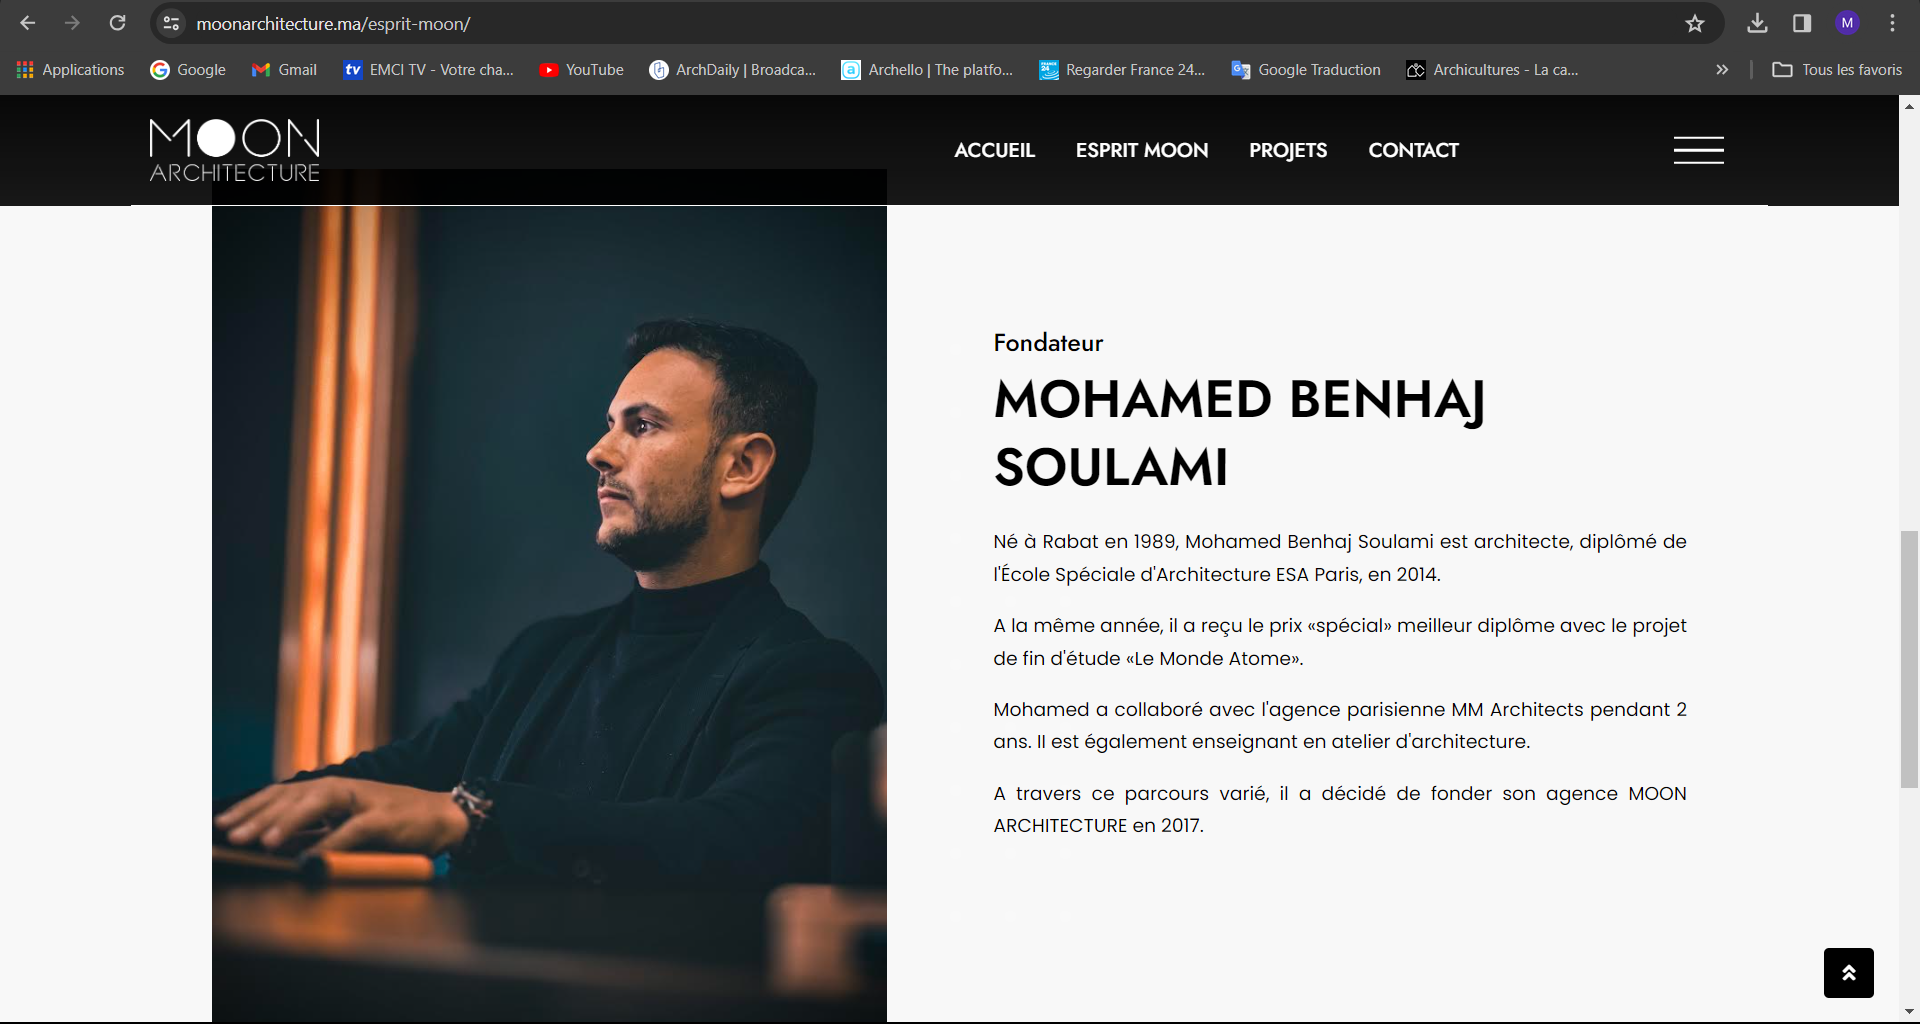 moonarchitecture.ma/esprit-moon/
M
Applications
Google
Gmail
tv EMCI TV - Votre cha...
YouTube
ArchDaily | Broadca...
a Archello | The platfo...
FRANCE 24 Regarder France 24...
Google Traduction
Archicultures - La ca...
Tous les favoris
MOON
ARCHITECTURE
ACCUEIL
ESPRIT MOON
PROJETS
CONTACT
Fondateur
MOHAMED BENHAJ
SOULAMI
Né à Rabat en 1989, Mohamed Benhaj Soulami est architecte, diplômé de
l'École Spéciale d'Architecture ESA Paris, en 2014.
A la même année, il a reçu le prix «spécial» meilleur diplôme avec le projet
de fin d'étude «Le Monde Atome».
Mohamed a collaboré avec l'agence parisienne MM Architects pendant 2
ans. Il est également enseignant en atelier d'architecture.
A travers ce parcours varié, il a décidé de fonder son agence MOON
ARCHITECTURE en 2017.